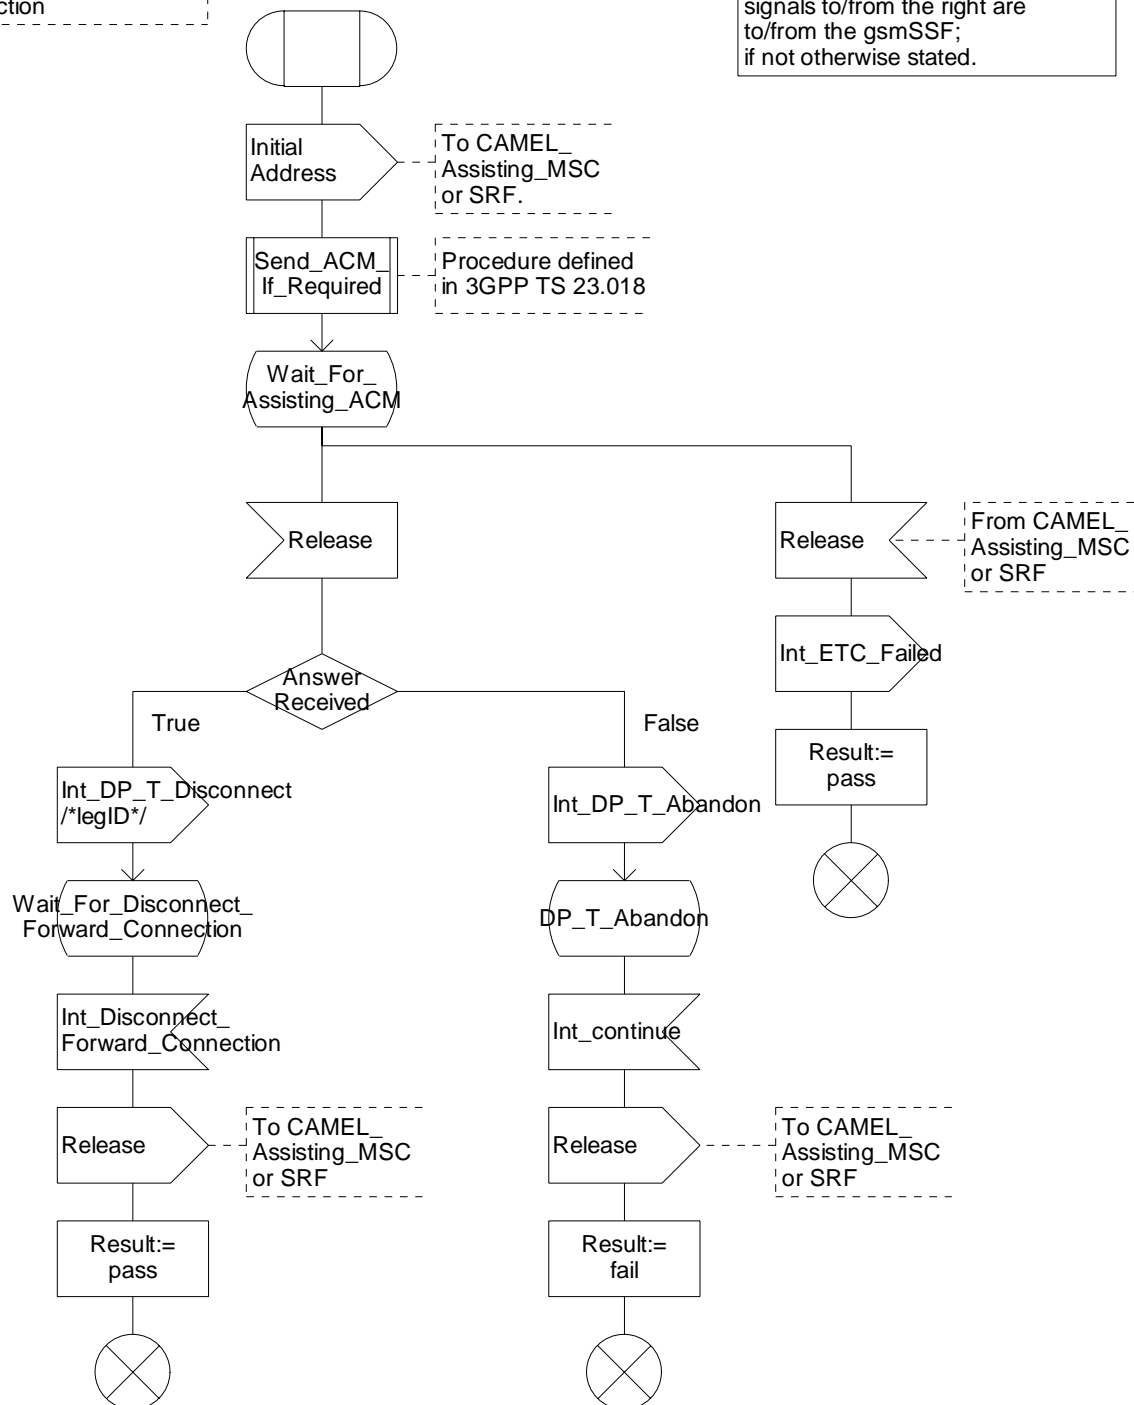 ction
signals to/from the right are
to/from the gsmSSF;
if not otherwise stated.
Initial
Address
To CAMEL_
Assisting_MSC
or SRF.
Send_ACM_
If_Required
Procedure defined
in 3GPP TS 23.018
Wait_For_
Assisting_ACM
Release
Release
From CAMEL_
Assisting_MSC
or SRF
Int_ETC_Failed
Answer
Received
True
False
Result:=
pass
Int_DP_T_Disconnect
/*legID*/
Int_DP_T_Abandon
Wait_For_Disconnect_
Forward_Connection
DP_T_Abandon
Int_Disconnect_
Forward_Connection
Int_continue
Release
To CAMEL_
Assisting_MSC
or SRF
Release
To CAMEL_
Assisting_MSC
or SRF
Result:=
pass
Result:=
fail